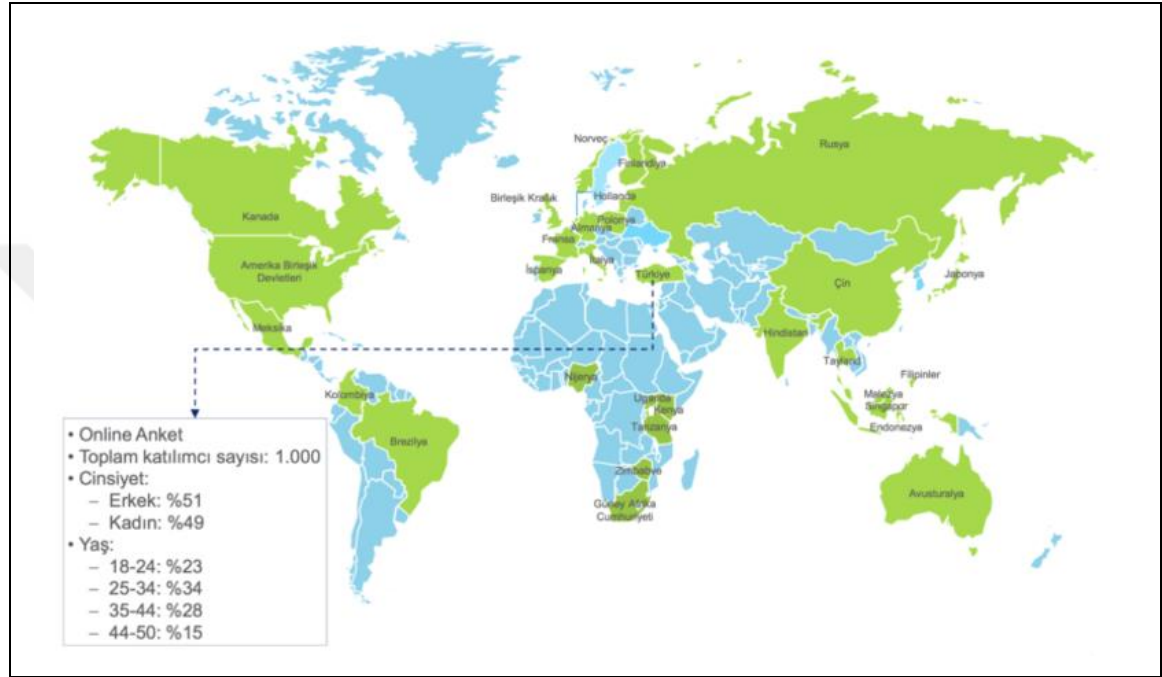 Norveç
Finlandiya
Rusya
Birleşik Krallık
Hollanda
Kanada
Polonya
Almanya
Fransa
Amerika Birleşik
Devletleri
İspanya
İtalya
Türkiye
Japonya
Çin
Meksika
Hindistan
Tayland
Filipinler
Nijerya
Kolombiya
Uganda
Kenya
Malezya
Singapur
Tanzanya
Endonezya
Brezilya
Zimbabve
Avusturalya
Güney Afrika
Cumhuriyeti
• Online Anket
• Toplam katılımcı sayısı: 1.000
• Cinsiyet:
– Erkek: %51
– Kadın: %49
• Yaş:
– 18-24: %23
– 25-34: %34
– 35-44: %28
– 44-50: %15